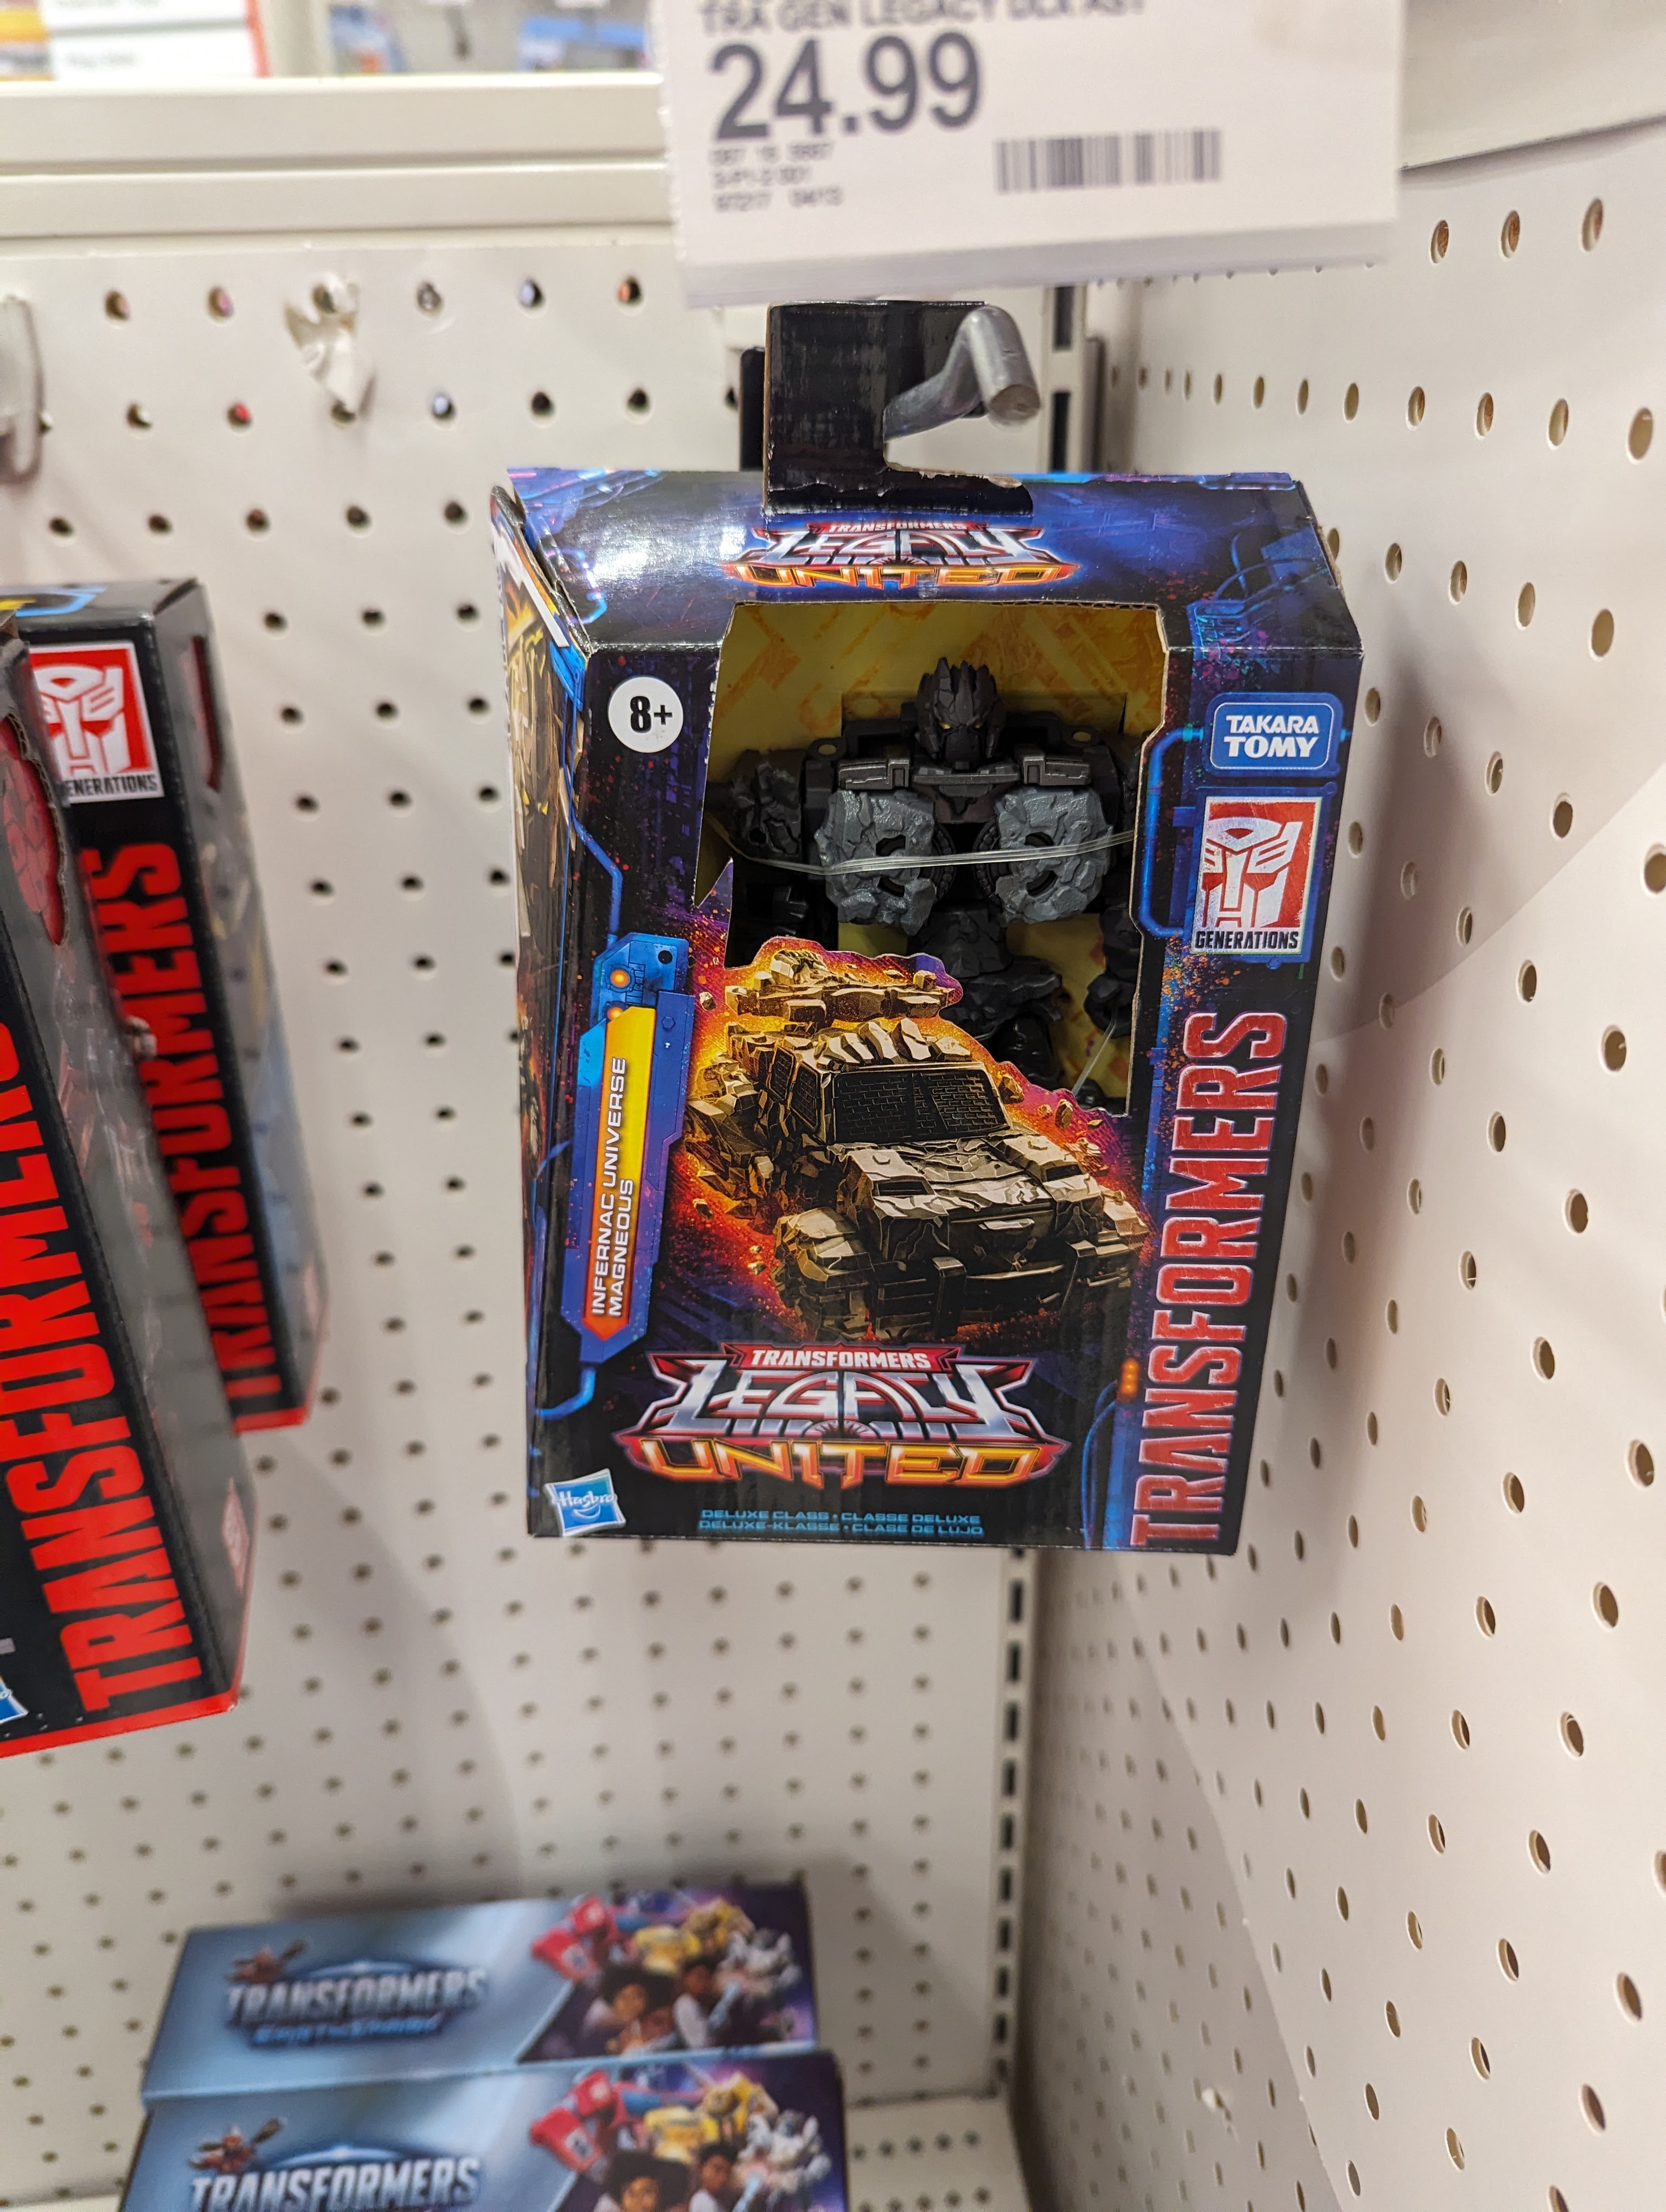 TRA GEN LEGACY DLX AST
24.99
TRANSFORMERS
LEGACY
UNITED
8+
TAKARA
TOMY
GENERATIONS
TRANSFORMERS
INFERNAC UNIVERSE
MAGNEOUS
TRANSFORMERS
LEGACY
UNITED
Hasbro
DELUXE CLASS • CLASSE DELUXE
DELUXE-KLASSE • CLASE DE LUJO
GENERATIONS
TRANSFORMERS
TRANSFORMERS
TRANSFORMERS
EARTHSPARK
TRANSFORMERS